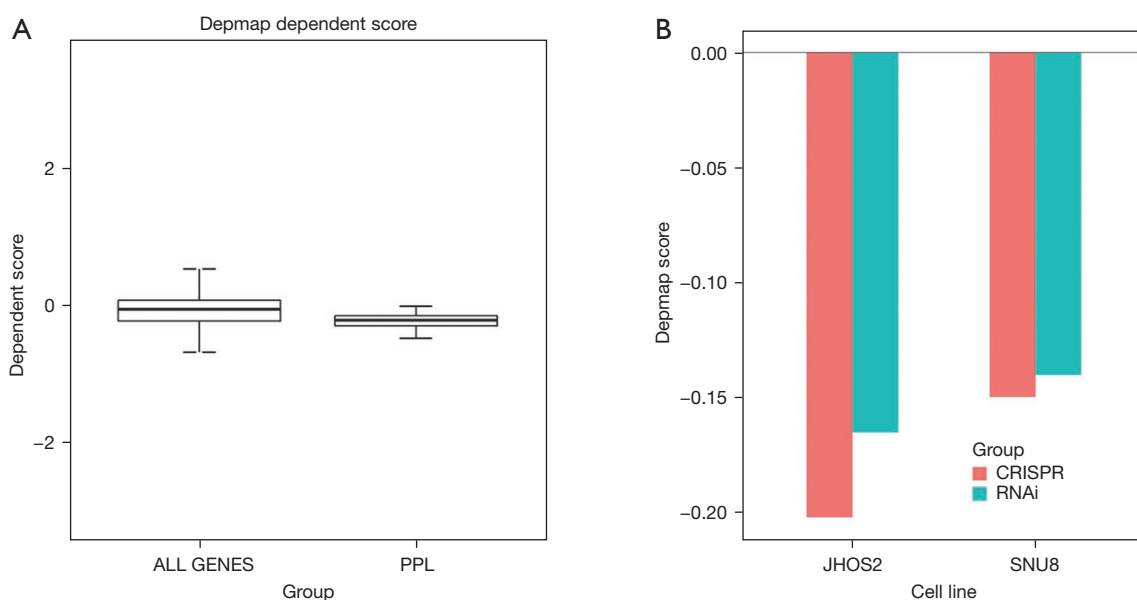 A
Depmap dependent score
Dependent score
2
0
−2
ALL GENES
PPL
Group
B
Depmap score
0.00
−0.05
−0.10
−0.15
−0.20
Group
CRISPR
RNAi
JHOS2
SNU8
Cell line